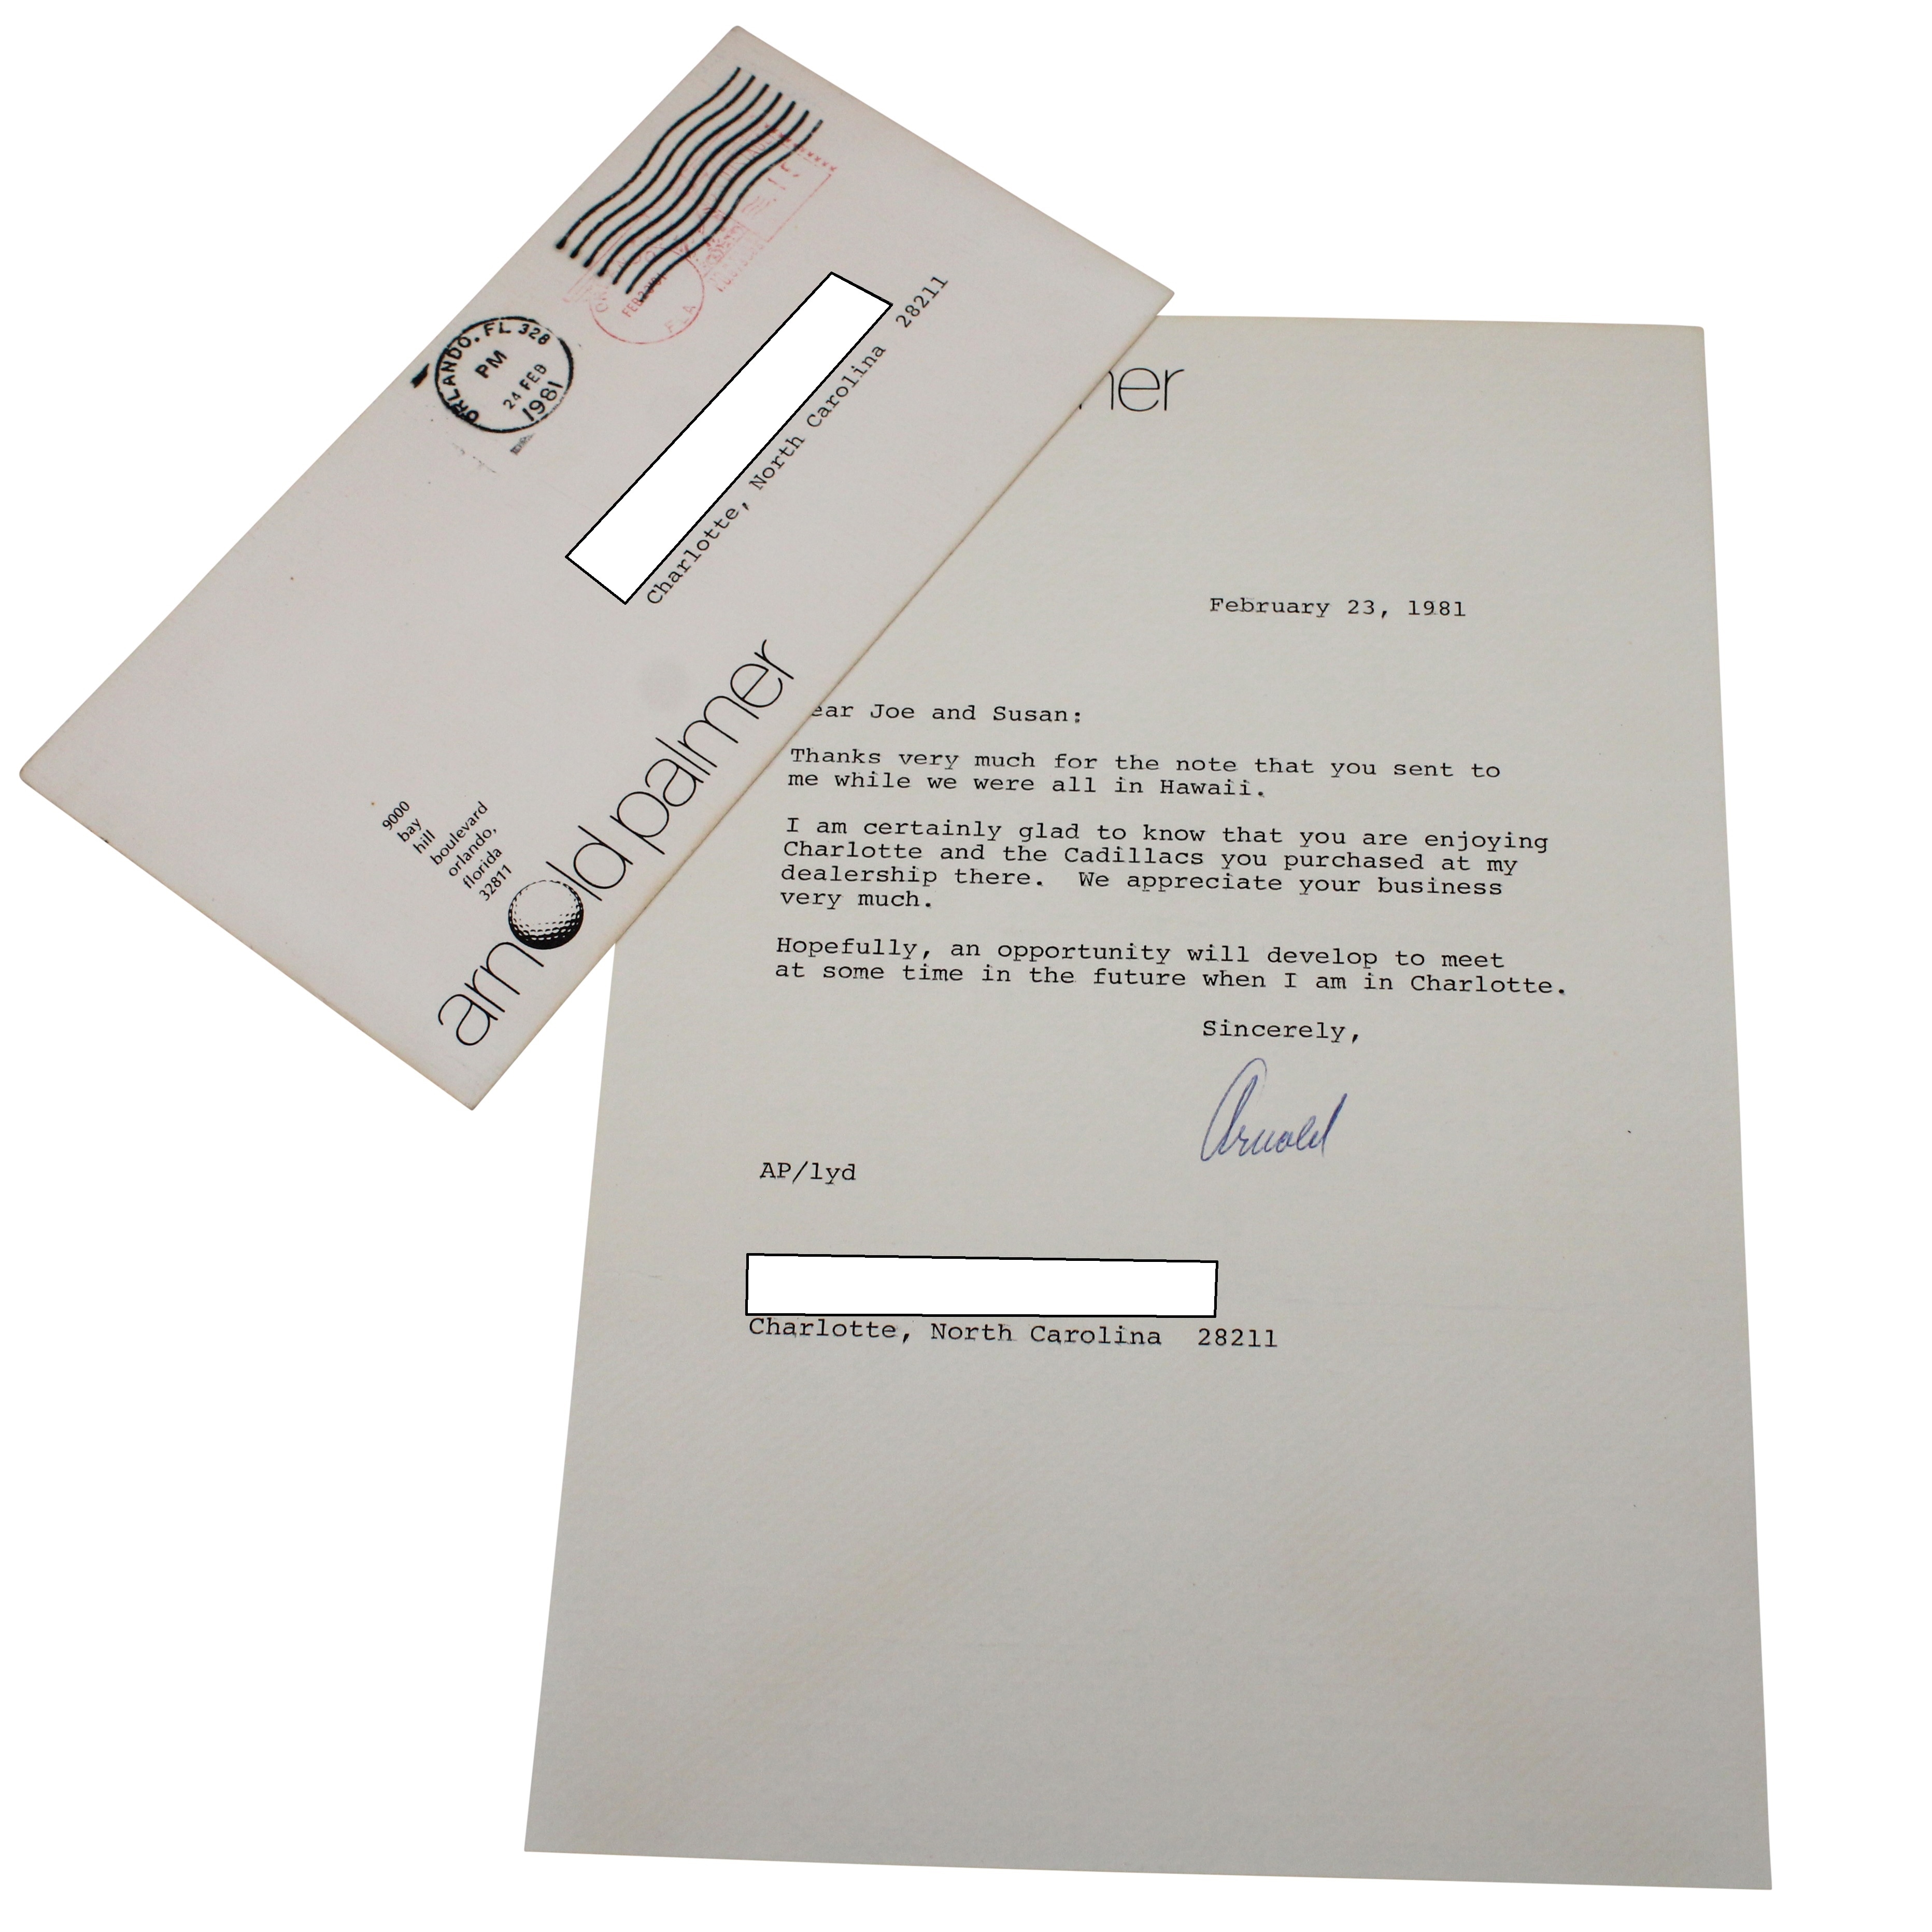 ORLANDO, FL 328
PM
24 FEB
1981
FLA
Charlotte, North Carolina 28211
9000
bay
hill
boulevard
orlando,
florida
32811
arnold palmer
ner
February 23, 1981
ear Joe and Susan:
Thanks very much for the note that you sent to
me while we were all in Hawaii.
I am certainly glad to know that you are enjoying
Charlotte and the Cadillacs you purchased at my
dealership there. We appreciate your business
very much.
Hopefully, an opportunity will develop to meet
at some time in the future when I am in Charlotte.
Sincerely,
Arnold
AP/lyd
Charlotte, North Carolina 28211